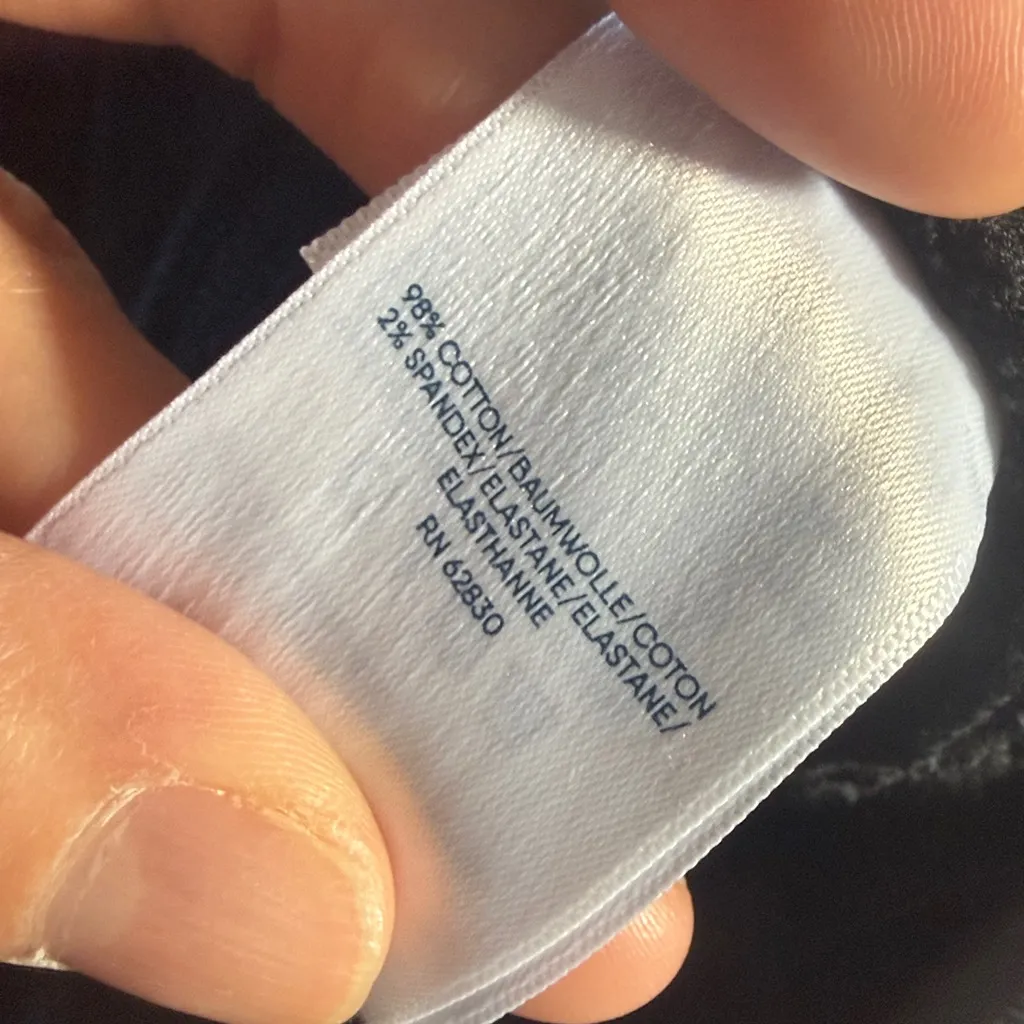 98% COTTON/BAUMWOLLE/COTON
2% SPANDEX/ELASTANE/ELASTANE/
ELASTHANNE
RN 62830